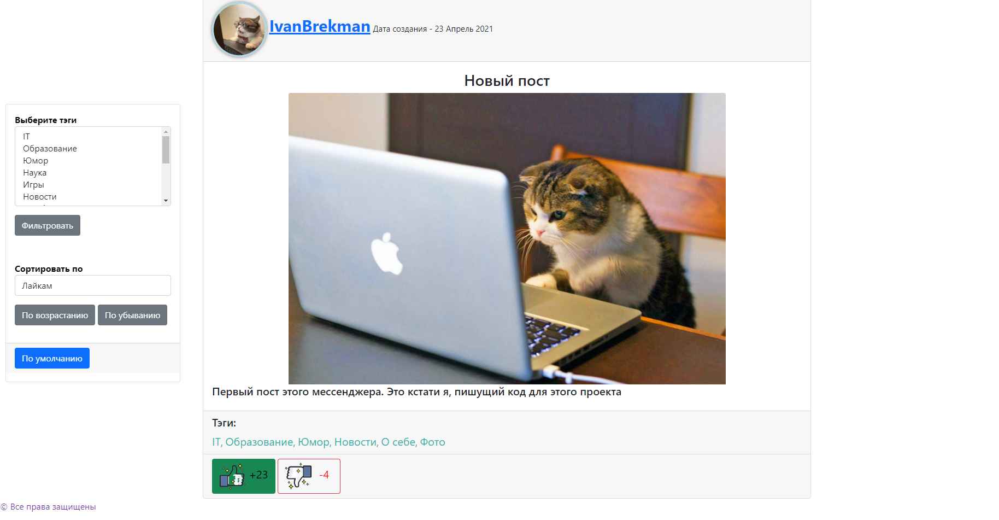 IvanBrekman Дата создания - 23 Апрель 2021
Новый пост
Выберите тэги
IT
Образование
Юмор
Наука
Игры
Новости
Фильтровать
Сортировать по
Лайкам
По возрастанию По убыванию
По умолчанию
Первый пост этого мессенджера. Это кстати я, пишущий код для этого проекта
Тэги:
IT, Образование, Юмор, Новости, О себе, Фото
+23 -4
© Все права защищены